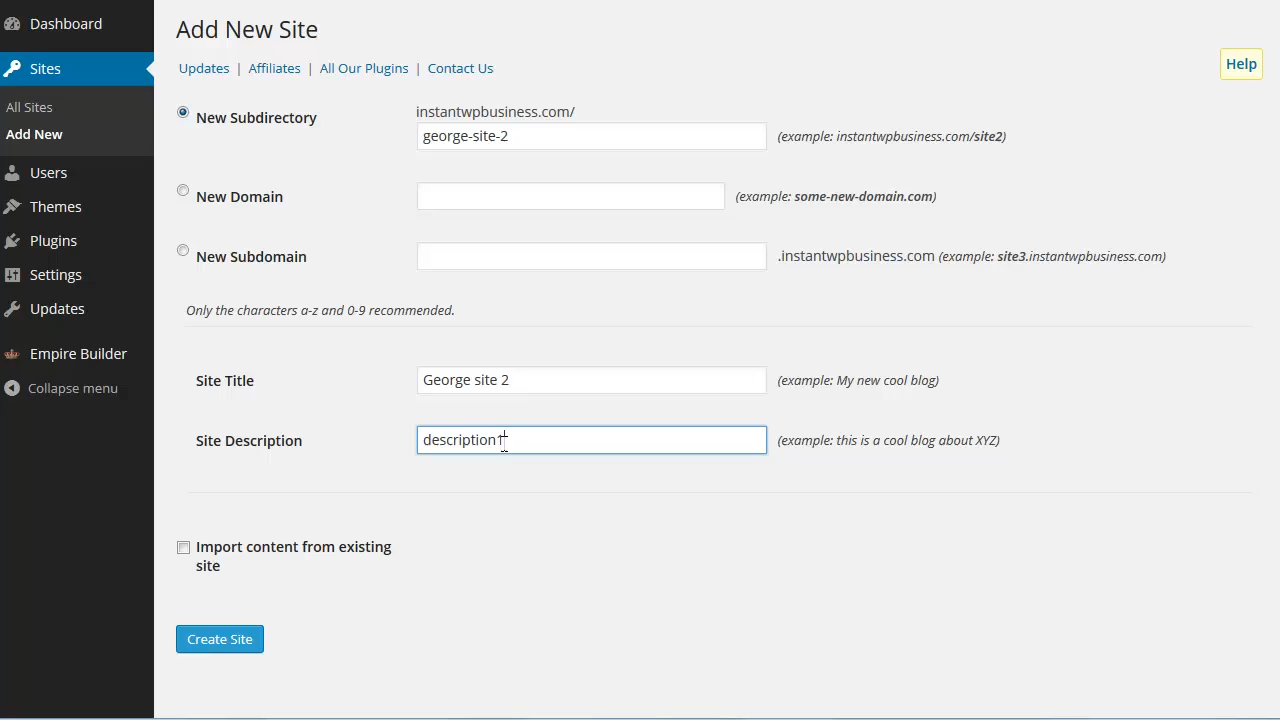 Dashboard
Sites
All Sites
Add New
Users
Themes
Plugins
Settings
Updates
Empire Builder
Collapse menu
Add New Site
Updates | Affiliates | All Our Plugins | Contact Us
Help
New Subdirectory
instantwpbusiness.com/
george-site-2
(example: instantwpbusiness.com/site2)
New Domain
(example: some-new-domain.com)
New Subdomain
.instantwpbusiness.com (example: site3.instantwpbusiness.com)
Only the characters a-z and 0-9 recommended.
Site Title
George site 2
(example: My new cool blog)
Site Description
description1
(example: this is a cool blog about XYZ)
Import content from existing
site
Create Site